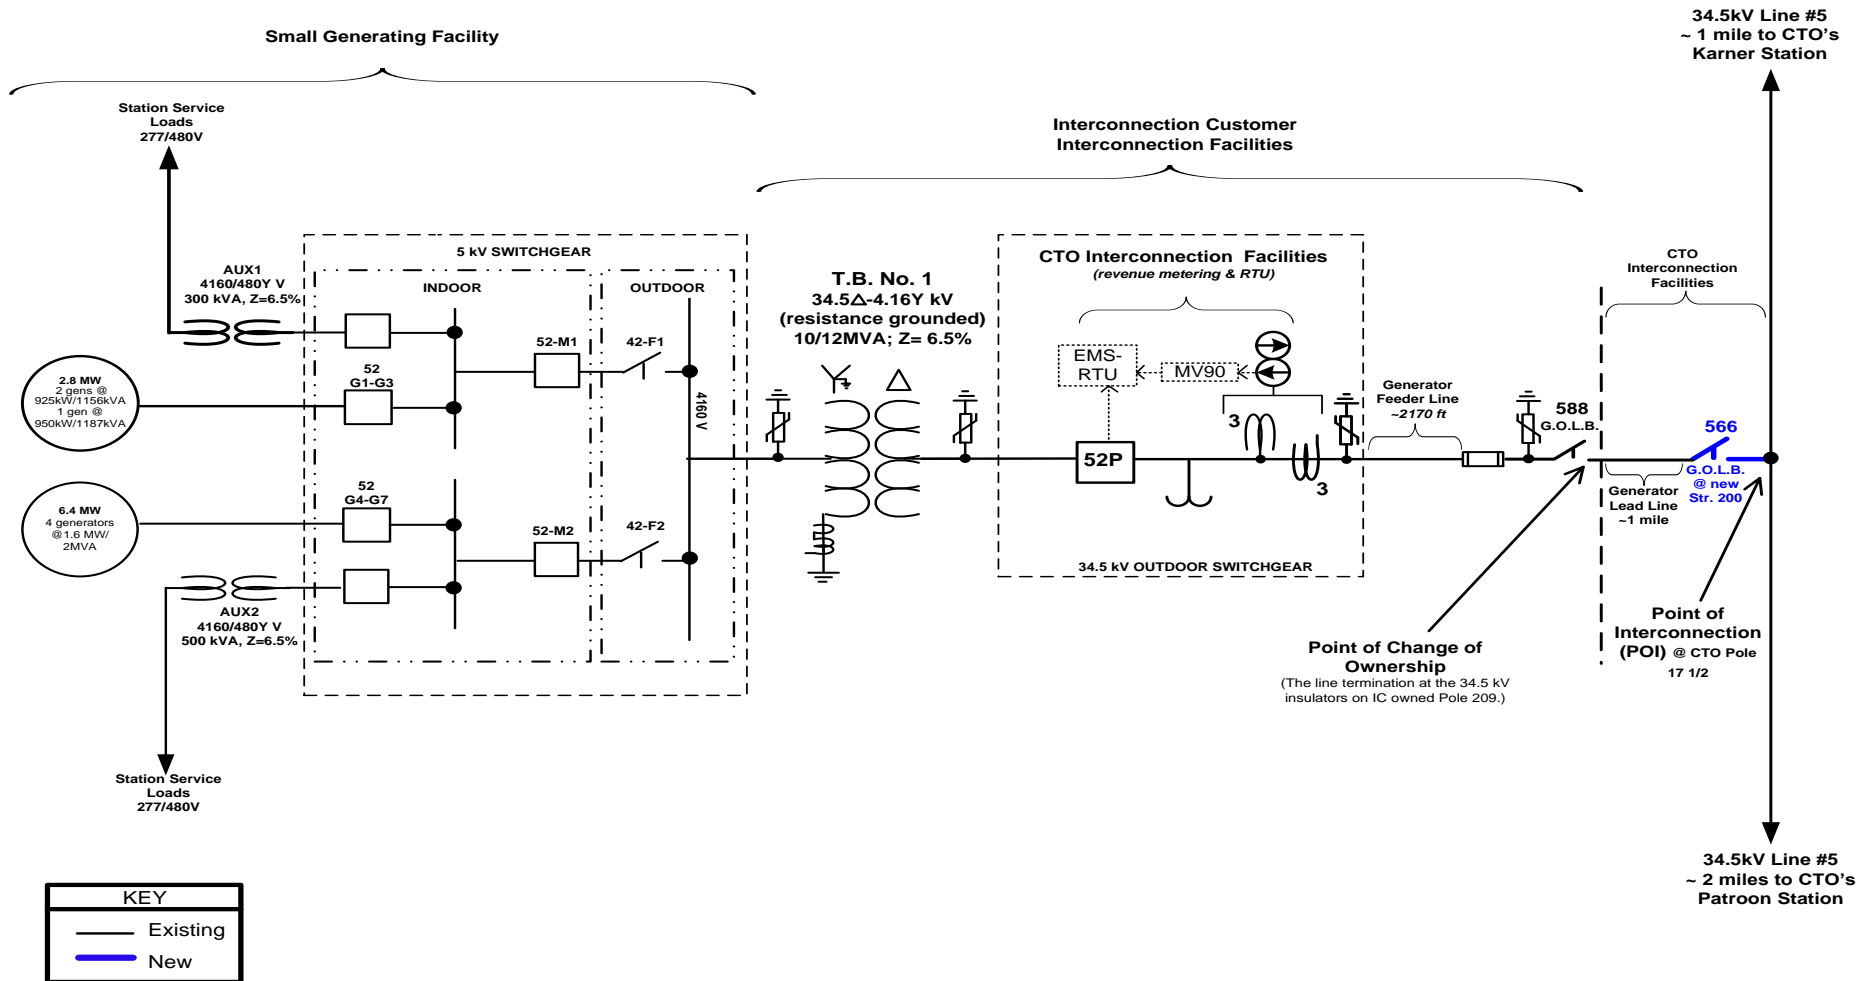 Small Generating Facility
34.5kV Line #5
~ 1 mile to CTO's
Karner Station
Station Service
Loads
277/480V
Interconnection Customer
Interconnection Facilities
AUX1
4160/480Y V
300 kVA, Z=6.5%
5 kV SWITCHGEAR
INDOOR
OUTDOOR
52
G1-G3
52-M1
42-F1
2.8 MW
2 gens @
925kW/1156kVA
1 gen @
950kW/1187kVA
4160 V
52
G4-G7
52-M2
42-F2
6.4 MW
4 generators
@1.6 MW/
2MVA
AUX2
4160/480Y V
500 kVA, Z=6.5%
Station Service
Loads
277/480V
T.B. No. 1
34.5Δ-4.16Y kV
(resistance grounded)
10/12MVA; Z= 6.5%
CTO Interconnection Facilities
(revenue metering & RTU)
EMS-
RTU
MV90
52P
3
3
34.5 kV OUTDOOR SWITCHGEAR
Generator
Feeder Line
~2170 ft
588
G.O.L.B.
CTO
Interconnection
Facilities
566
G.O.L.B.
@ new
Str. 200
Generator
Lead Line
~1 mile
Point of Change of
Ownership
(The line termination at the 34.5 kV
insulators on IC owned Pole 209.)
Point of
Interconnection
(POI) @ CTO Pole
17 1/2
34.5kV Line #5
~ 2 miles to CTO's
Patroon Station
KEY
Existing
New